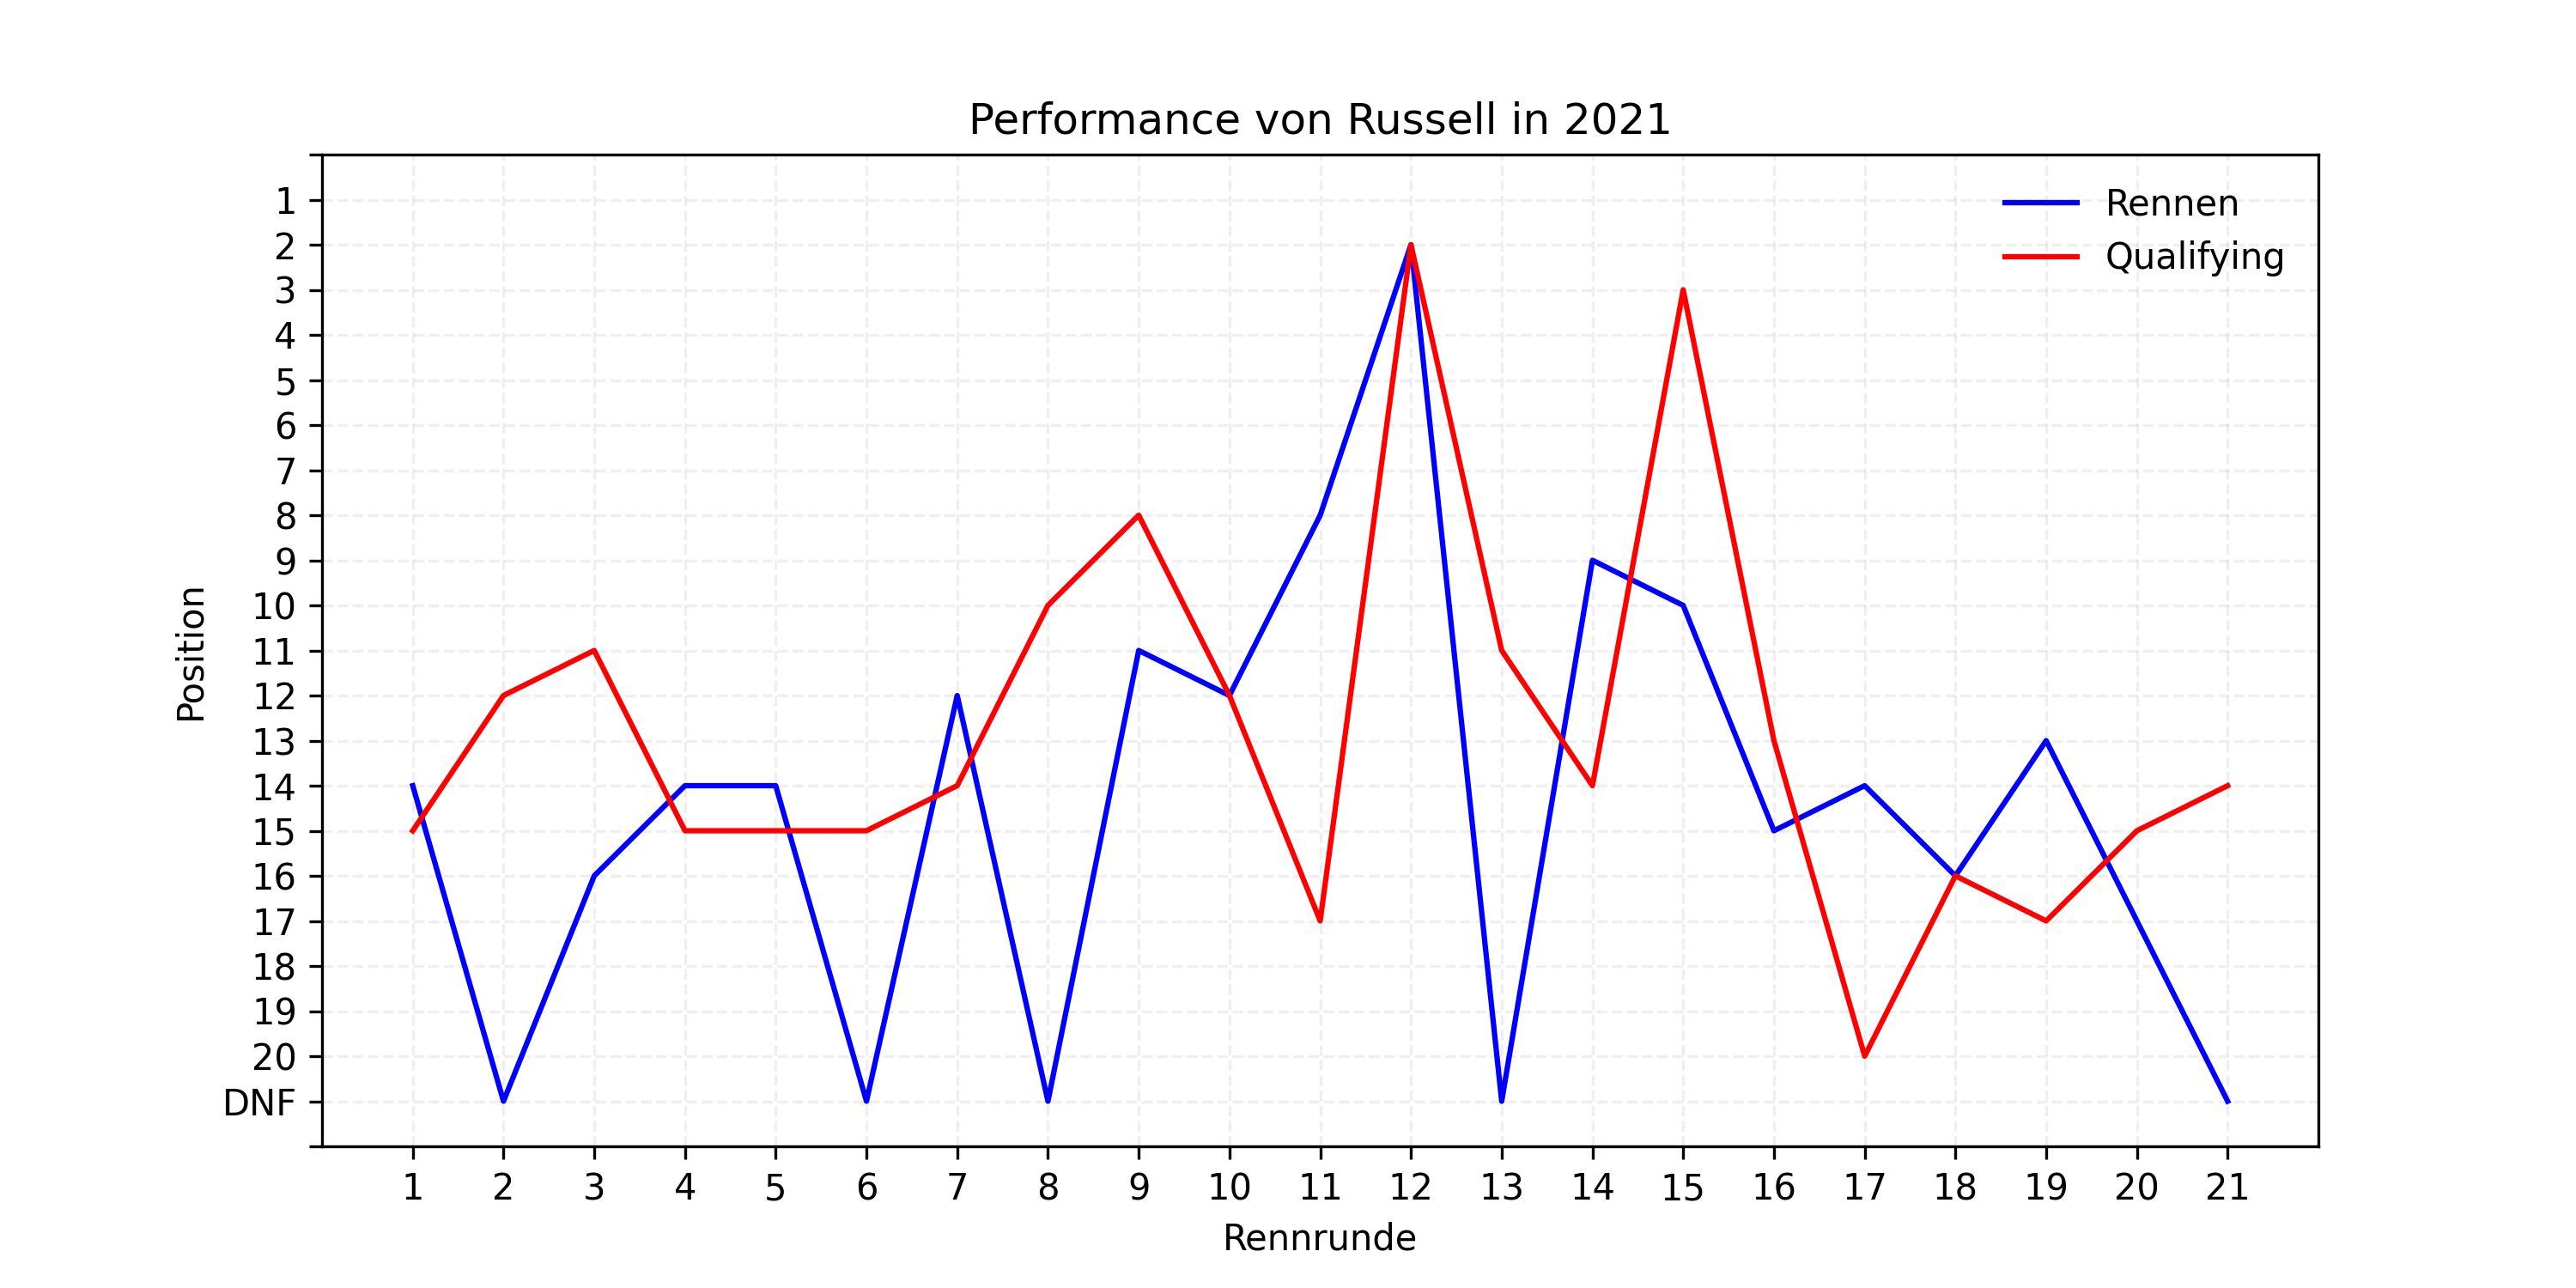 Performance von Russell in 2021
Rennen
Qualifying
Position
1
2
3
4
5
6
7
8
9
10
11
12
13
14
15
16
17
18
19
20
DNF
1 2 3 4 5 6 7 8 9 10 11 12 13 14 15 16 17 18 19 20 21
Rennrunde